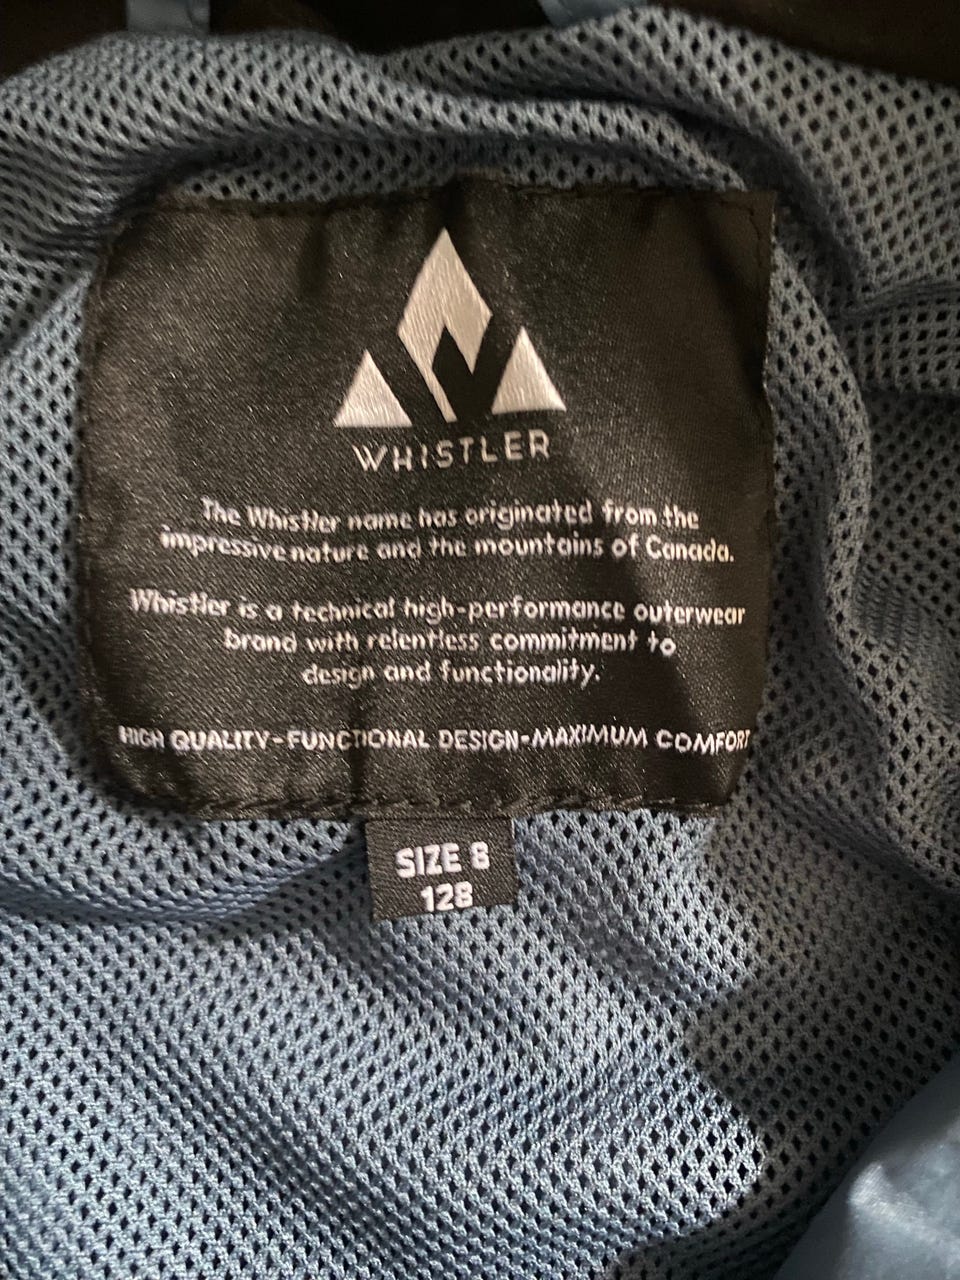 WHISTLER
The Whistler name has originated from the
impressive nature and the mountains of Canada.
Whistler is a technical high-performance outerwear
brand with relentless commitment to
design and functionality.
HIGH QUALITY-FUNCTIONAL DESIGN-MAXIMUM COMFORT
SIZE 8
128